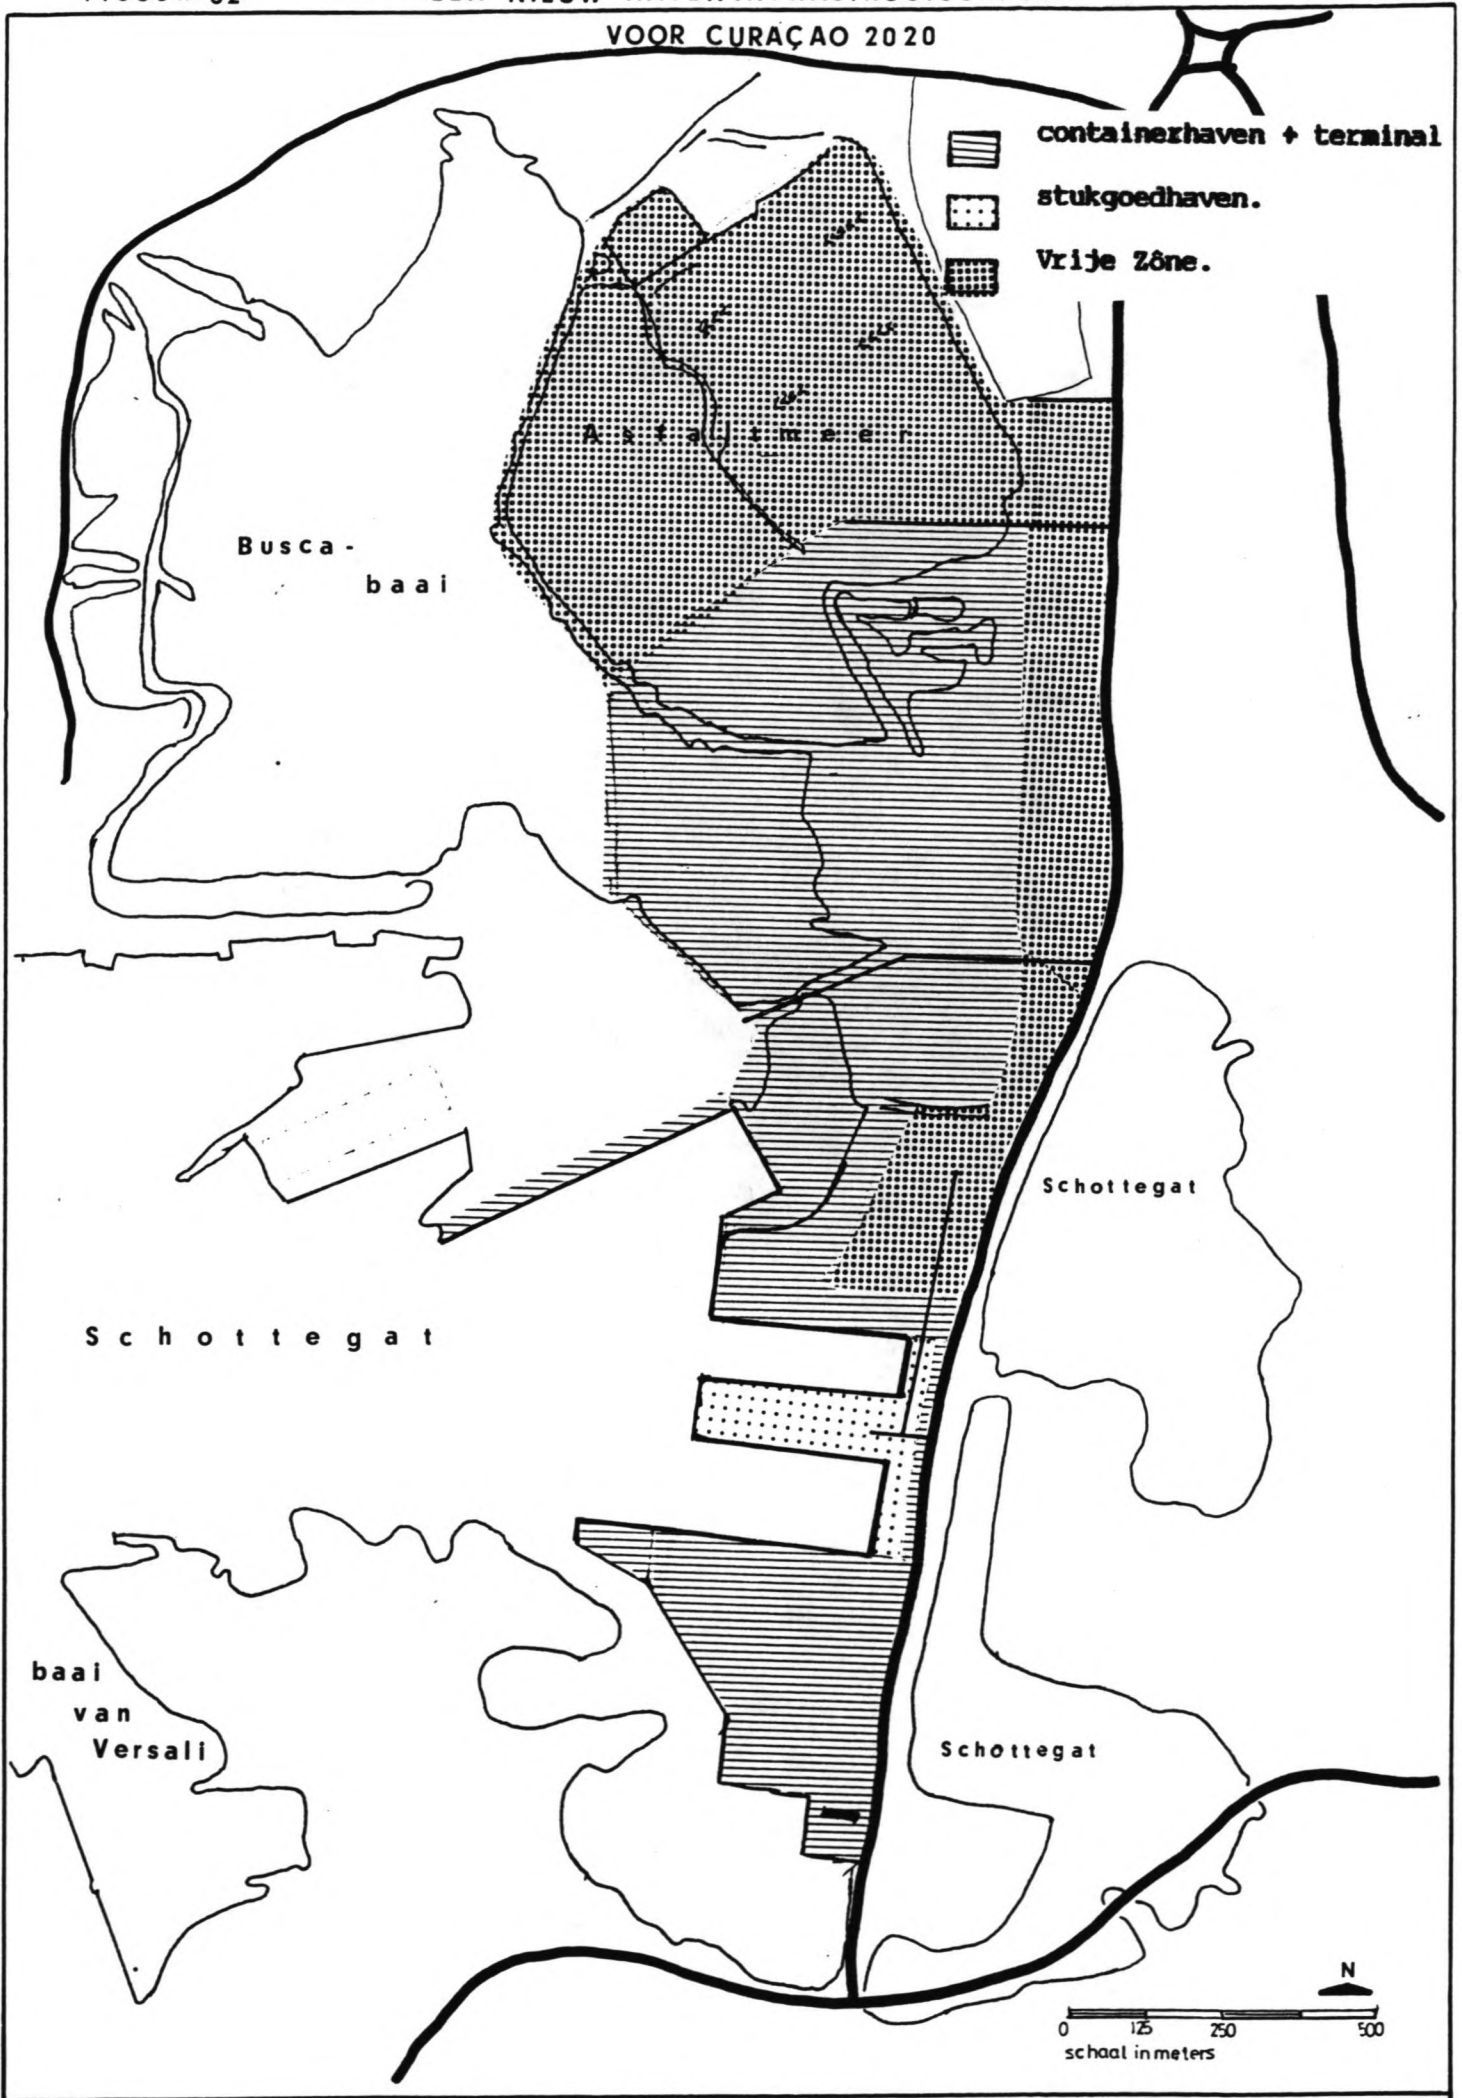 VOOR CURAÇAO 2020
containerhaven + terminal
stukgoedhaven.
Vrije Zône.
Asfaltmeer
Busca-
baai
Schottegat
Schottegat
baai
van
Versali
Schottegat
N
0 125 250 500
schaal in meters